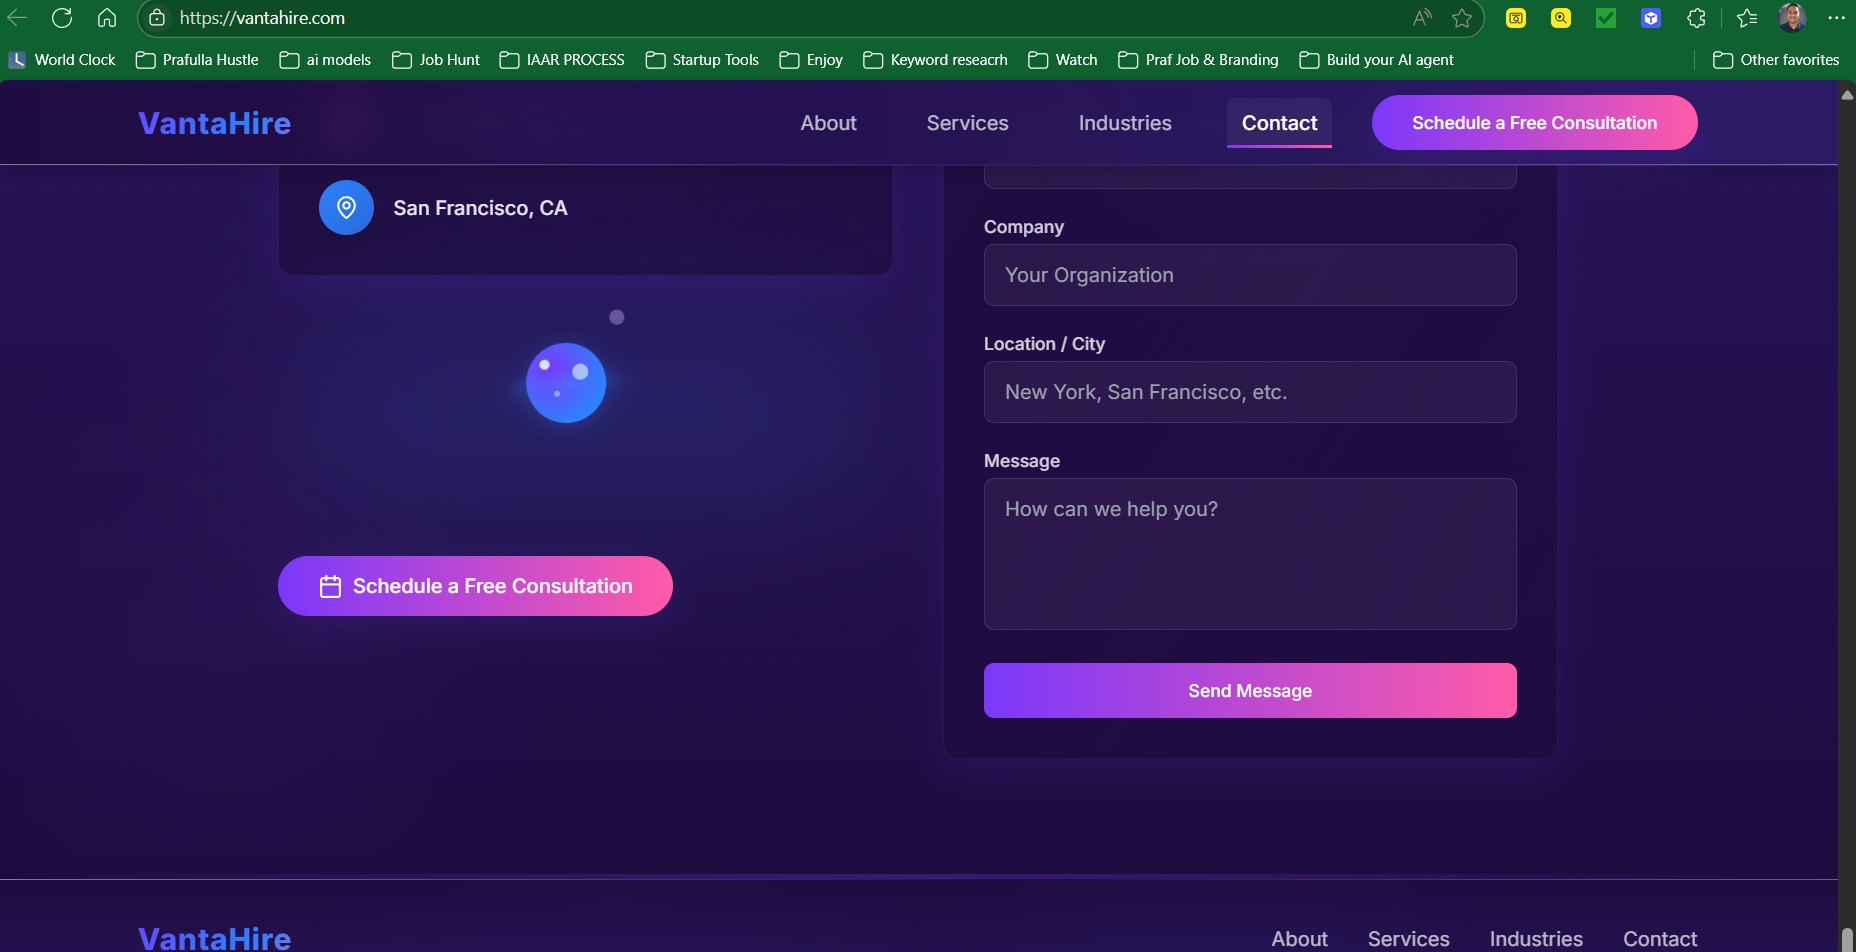 https://vantahire.com
World Clock
Prafulla Hustle
ai models
Job Hunt
IAAR PROCESS
Startup Tools
Enjoy
Keyword reseacrh
Watch
Praf Job & Branding
Build your AI agent
Other favorites
VantaHire
About
Services
Industries
Contact
Schedule a Free Consultation
San Francisco, CA
Schedule a Free Consultation
Company
Your Organization
Location / City
New York, San Francisco, etc.
Message
How can we help you?
Send Message
VantaHire
About
Services
Industries
Contact